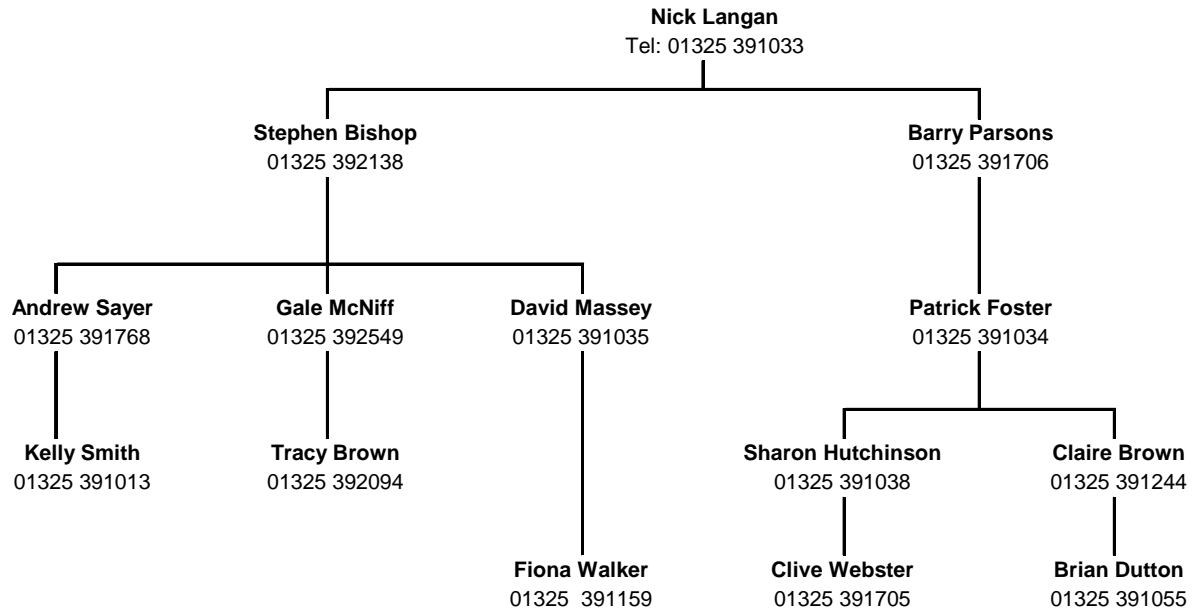 Nick Langan
Tel: 01325 391033
Stephen Bishop
01325 392138
Barry Parsons
01325 391706
Andrew Sayer
01325 391768
Gale McNiff
01325 392549
David Massey
01325 391035
Patrick Foster
01325 391034
Kelly Smith
01325 391013
Tracy Brown
01325 392094
Sharon Hutchinson
01325 391038
Claire Brown
01325 391244
Fiona Walker
01325  391159
Clive Webster
01325 391705
Brian Dutton
01325 391055